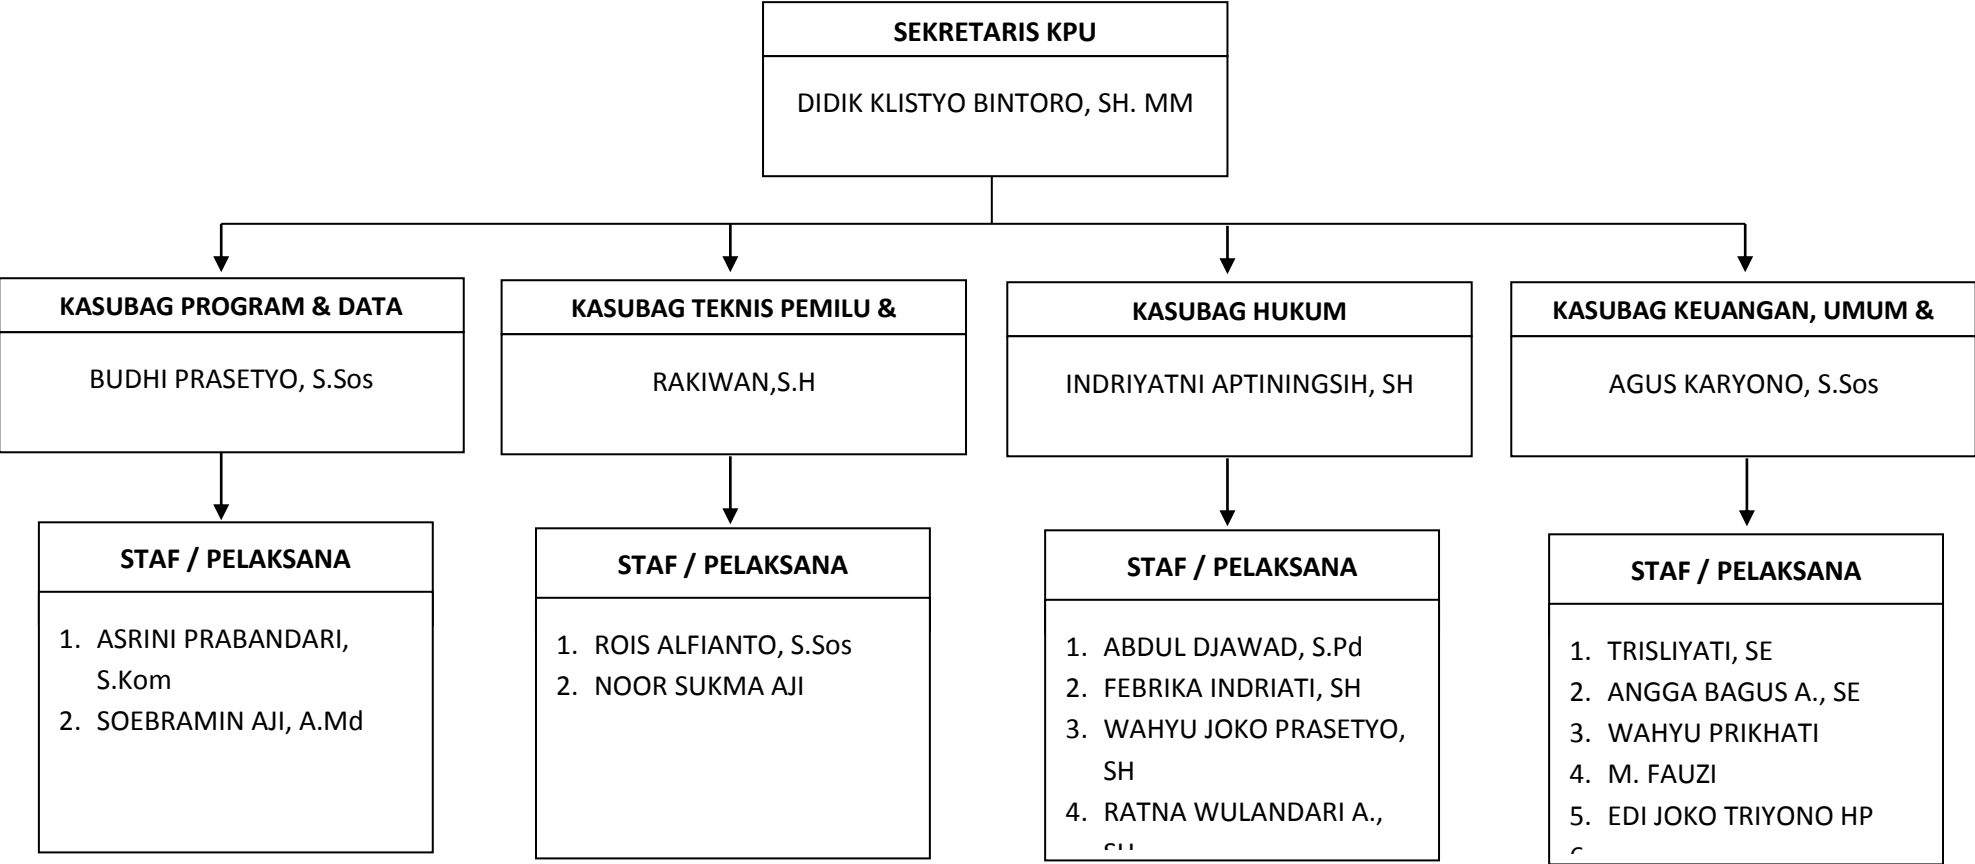 SEKRETARIS KPU
DIDIK KLISTYO BINTORO, SH. MM
KASUBAG PROGRAM & DATA
BUDHI PRASETYO, S.Sos
KASUBAG TEKNIS PEMILU &
RAKIWAN,S.H
KASUBAG HUKUM
INDRIYATNI APTININGSIH, SH
KASUBAG KEUANGAN, UMUM &
AGUS KARYONO, S.Sos
STAF / PELAKSANA
1. ASRINI PRABANDARI,
S.Kom
2. SOEBRAMIN AJI, A.Md
STAF / PELAKSANA
1. ROIS ALFIANTO, S.Sos
2. NOOR SUKMA AJI
STAF / PELAKSANA
1. ABDUL DJAWAD, S.Pd
2. FEBRIKA INDRIATI, SH
3. WAHYU JOKO PRASETYO,
SH
4. RATNA WULANDARI A.,
STAF / PELAKSANA
1. TRISLIYATI, SE
2. ANGGA BAGUS A., SE
3. WAHYU PRIKHATI
4. M. FAUZI
5. EDI JOKO TRIYONO HP